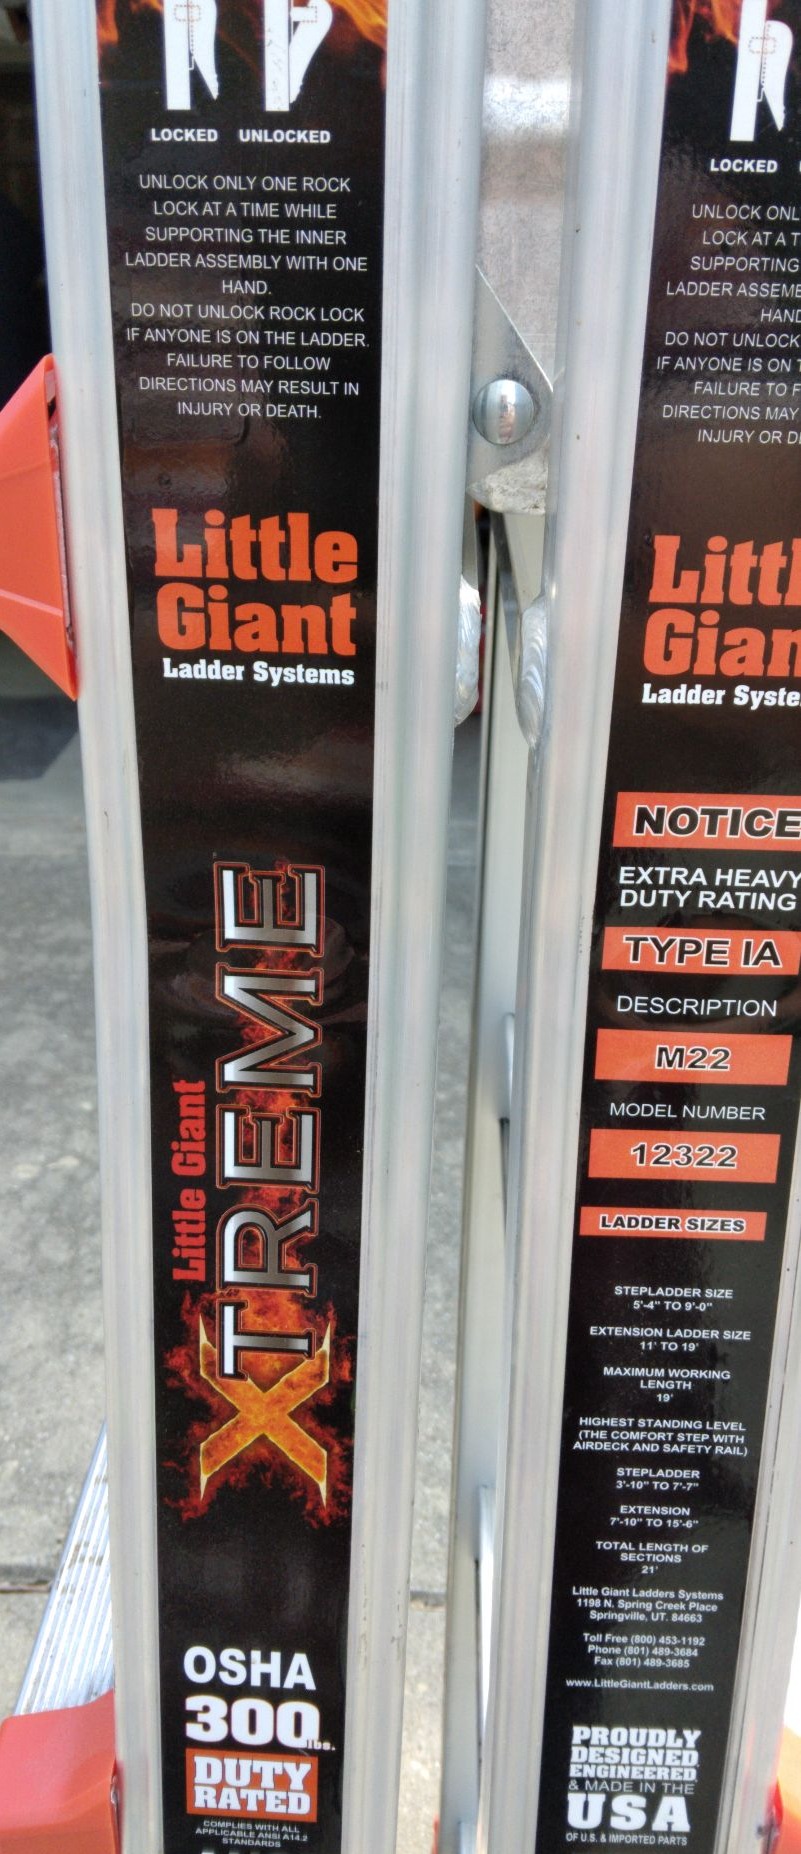 LOCKED UNLOCKED
UNLOCK ONLY ONE ROCK
LOCK AT A TIME WHILE
SUPPORTING THE INNER
LADDER ASSEMBLY WITH ONE
HAND.
DO NOT UNLOCK ROCK LOCK
IF ANYONE IS ON THE LADDER.
FAILURE TO FOLLOW
DIRECTIONS MAY RESULT IN
INJURY OR DEATH.
Little
Giant
Ladder Systems
Little Giant
XTREME
OSHA
300 lbs.
DUTY
RATED
COMPLIES WITH ALL
APPLICABLE ANSI A14.2
STANDARDS
LOCKED
UNLOCK ONL
LOCK AT A T
SUPPORTING
LADDER ASSEME
HAND
DO NOT UNLOCK
IF ANYONE IS ON T
FAILURE TO F
DIRECTIONS MAY
INJURY OR D
Littl
Gian
Ladder Syste
NOTICE
EXTRA HEAVY
DUTY RATING
TYPE IA
DESCRIPTION
M22
MODEL NUMBER
12322
LADDER SIZES
STEPLADDER SIZE
5'-4" TO 9'-0"
EXTENSION LADDER SIZE
11' TO 19'
MAXIMUM WORKING
LENGTH
19'
HIGHEST STANDING LEVEL
(THE COMFORT STEP WITH
AIRDECK AND SAFETY RAIL)
STEPLADDER
3'-10" TO 7'-7"
EXTENSION
7'-10" TO 15'-6"
TOTAL LENGTH OF
SECTIONS
21'
Little Giant Ladders Systems
1198 N. Spring Creek Place
Springville, UT. 84663
Toll Free (800) 453-1192
Phone (801) 489-3684
Fax (801) 489-3685
www.LittleGiantLadders.com
PROUDLY
DESIGNED
ENGINEERED
& MADE IN THE
USA
OF U.S. & IMPORTED PARTS